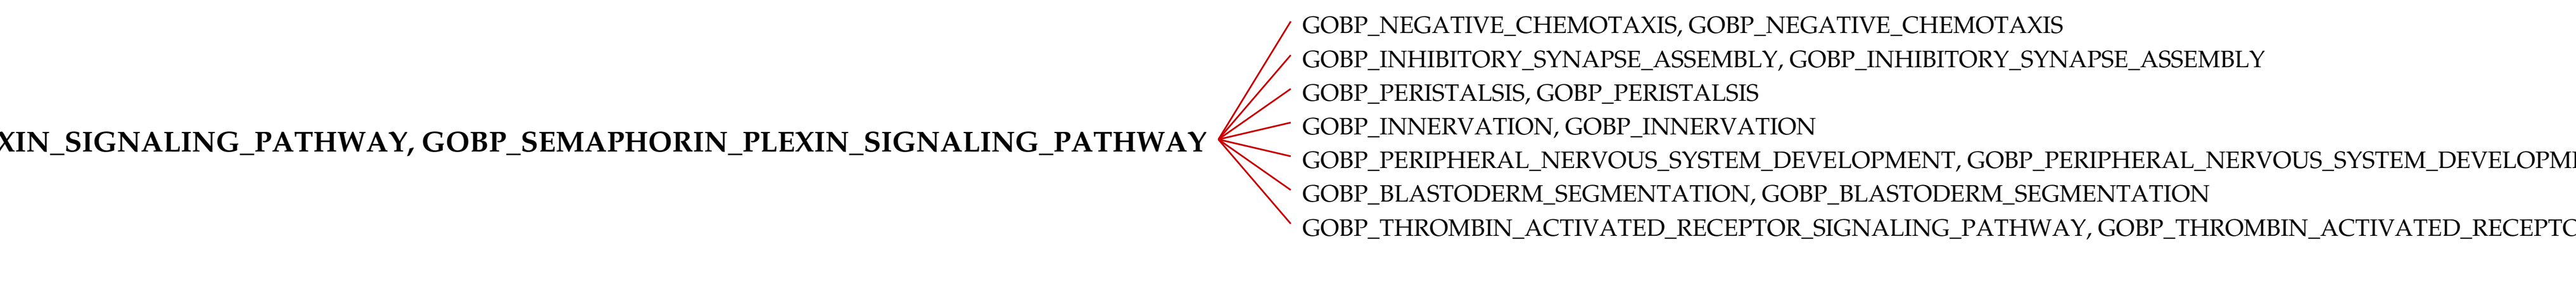 GOBP_NEGATIVE_CHEMOTAXIS, GOBP_NEGATIVE_CHEMOTAXIS
GOBP_INHIBITORY_SYNAPSE_ASSEMBLY, GOBP_INHIBITORY_SYNAPSE_ASSEMBLY
GOBP_PERISTALSIS, GOBP_PERISTALSIS
GOBP_INNERVATION, GOBP_INNERVATION
XIN_SIGNALING_PATHWAY, GOBP_SEMAPHORIN_PLEXIN_SIGNALING_PATHWAY
GOBP_PERIPHERAL_NERVOUS_SYSTEM_DEVELOPMENT, GOBP_PERIPHERAL_NERVOUS_SYSTEM_DEVELOPM
GOBP_BLASTODERM_SEGMENTATION, GOBP_BLASTODERM_SEGMENTATION
GOBP_THROMBIN_ACTIVATED_RECEPTOR_SIGNALING_PATHWAY, GOBP_THROMBIN_ACTIVATED_RECEPTO